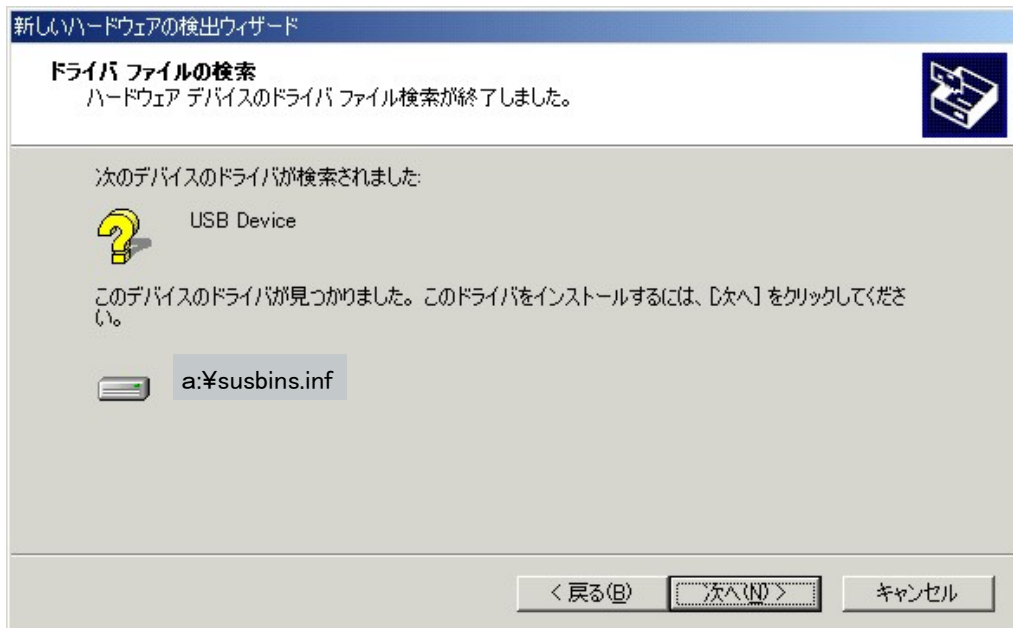 新しいハードウェアの検出ウィザード
ドライバ ファイルの検索
ハードウェア デバイスのドライバ ファイル検索が終了しました。
次のデバイスのドライバが検索されました:
USB Device
このデバイスのドライバが見つかりました。このドライバをインストールするには、[次へ] をクリックしてくださ
い。
a:¥susbins.inf
< 戻る(B)
次へ(N) >
キャンセル